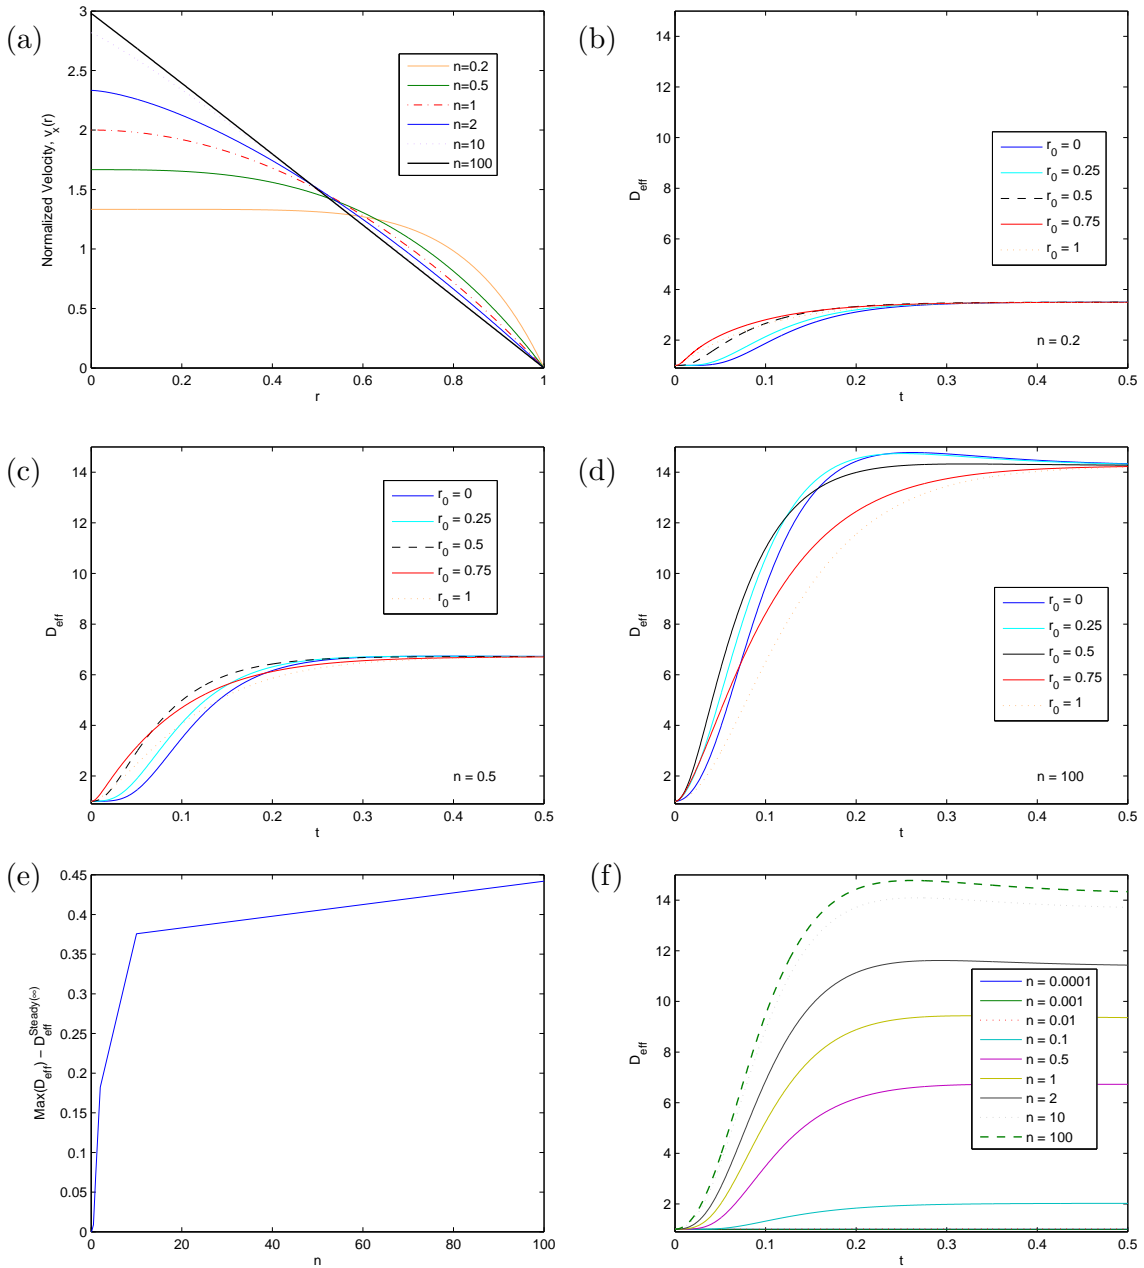 (a)
3
2.5
2
1.5
1
0.5
0
0 0.2 0.4 0.6 0.8 1
r
Normalized Velocity, v_x(r)
n=0.2
n=0.5
n=1
n=2
n=10
n=100
(b)
14
12
10
8
6
4
2
0 0.1 0.2 0.3 0.4 0.5
t
D_eff
r_0 = 0
r_0 = 0.25
r_0 = 0.5
r_0 = 0.75
r_0 = 1
n = 0.2
(c)
14
12
10
8
6
4
2
0 0.1 0.2 0.3 0.4 0.5
t
D_eff
r_0 = 0
r_0 = 0.25
r_0 = 0.5
r_0 = 0.75
r_0 = 1
n = 0.5
(d)
14
12
10
8
6
4
2
0 0.1 0.2 0.3 0.4 0.5
t
D_eff
r_0 = 0
r_0 = 0.25
r_0 = 0.5
r_0 = 0.75
r_0 = 1
n = 100
(e)
0.45
0.4
0.35
0.3
0.25
0.2
0.15
0.1
0.05
0
0 20 40 60 80 100
n
Max(D_eff) − D_eff^Steady(∞)
(f)
14
12
10
8
6
4
2
0 0.1 0.2 0.3 0.4 0.5
t
D_eff
n = 0.0001
n = 0.001
n = 0.01
n = 0.1
n = 0.5
n = 1
n = 2
n = 10
n = 100